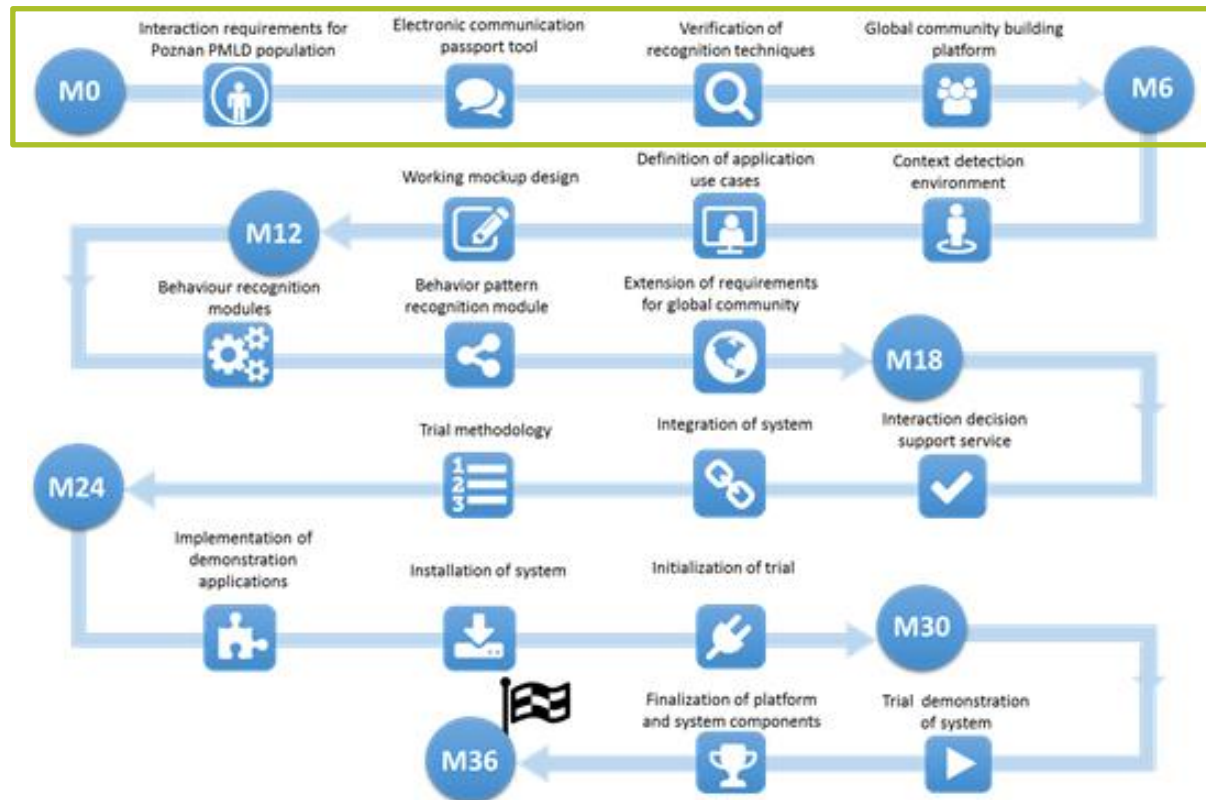 Interaction requirements for
Poznan PMLD population
Electronic communication
passport tool
Verification of
recognition techniques
Global community building
platform
M0
M6
Working mockup design
Definition of application
use cases
Context detection
environment
M12
Behaviour recognition
modules
Behavior pattern
recognition module
Extension of requirements
for global community
M18
Trial methodology
Integration of system
Interaction decision
support service
M24
1
2
3
Implementation of
demonstration
applications
Installation of system
Initialization of trial
M30
Finalization of platform
and system components
Trial demonstration
of system
M36